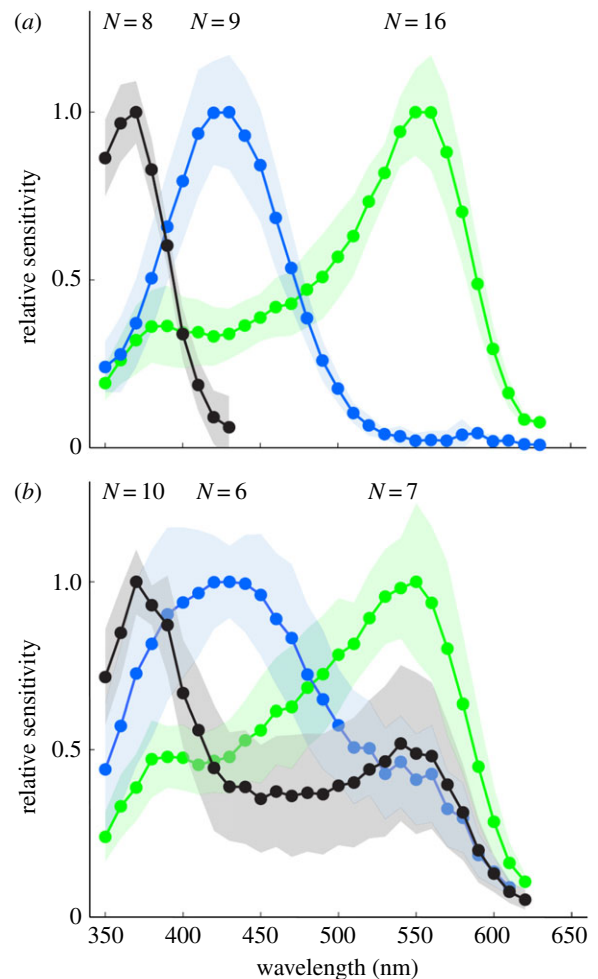 (a) N = 8 N = 9 N = 16
1.0
relative sensitivity
0.5
0
(b) N = 10 N = 6 N = 7
1.0
relative sensitivity
0.5
0
350 400 450 500 550 600 650
wavelength (nm)